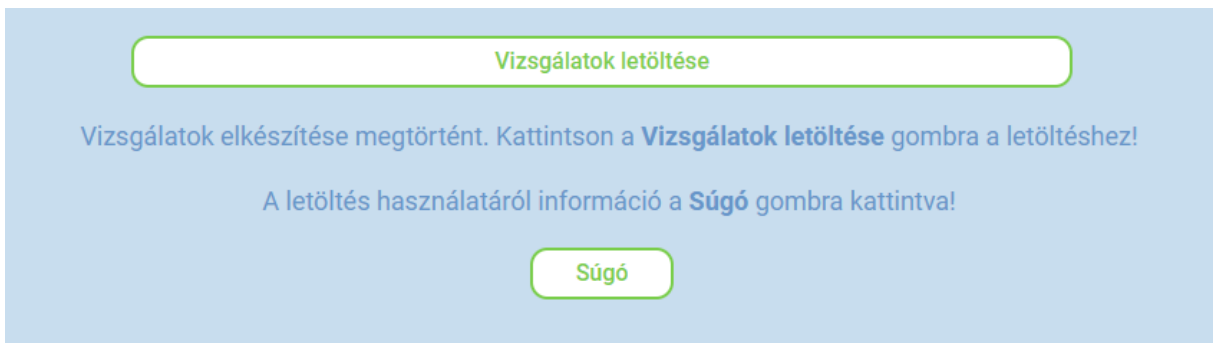 Vizsgálatok letöltése
Vizsgálatok elkészítése megtörtént. Kattintson a Vizsgálatok letöltése gombra a letöltéshez!
A letöltés használatáról információ a Súgó gombra kattintva!
Súgó